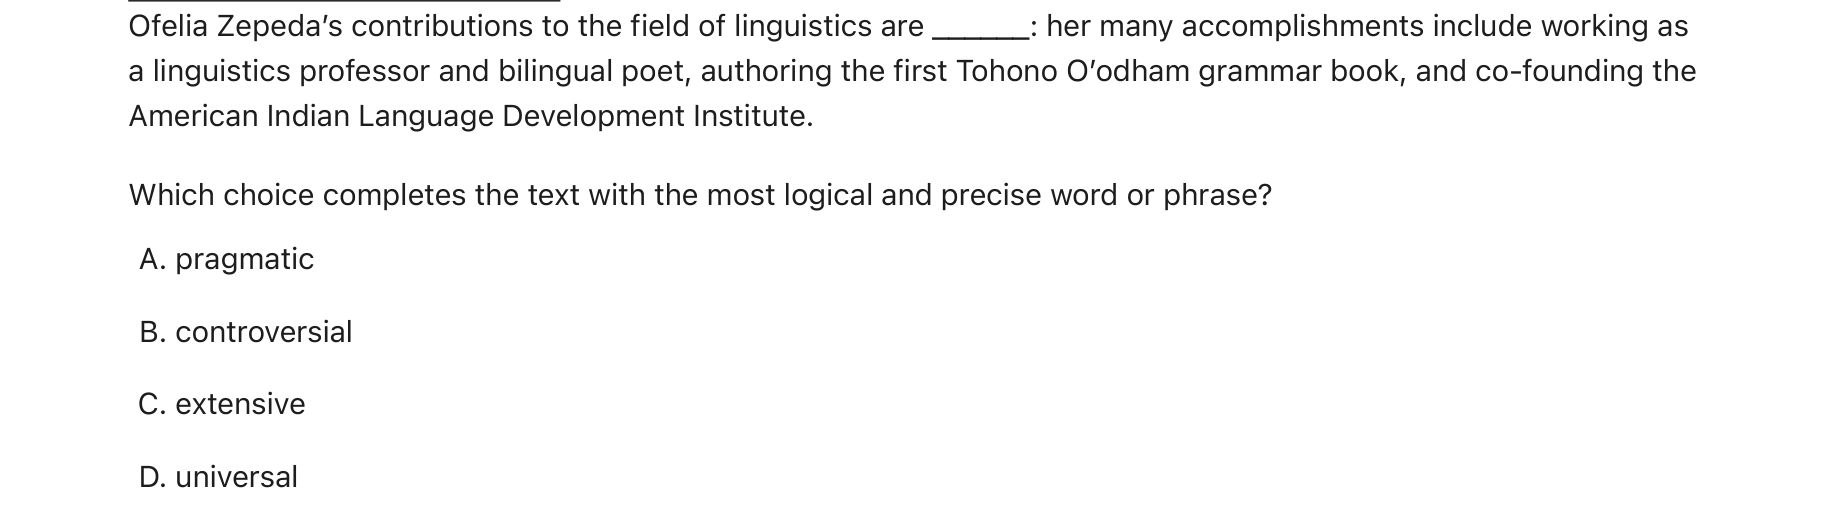 Ofelia Zepeda’s contributions to the field of linguistics are ______: her many accomplishments include working as
a linguistics professor and bilingual poet, authoring the first Tohono O’odham grammar book, and co-founding the
American Indian Language Development Institute.
Which choice completes the text with the most logical and precise word or phrase?
A. pragmatic
B. controversial
C. extensive
D. universal